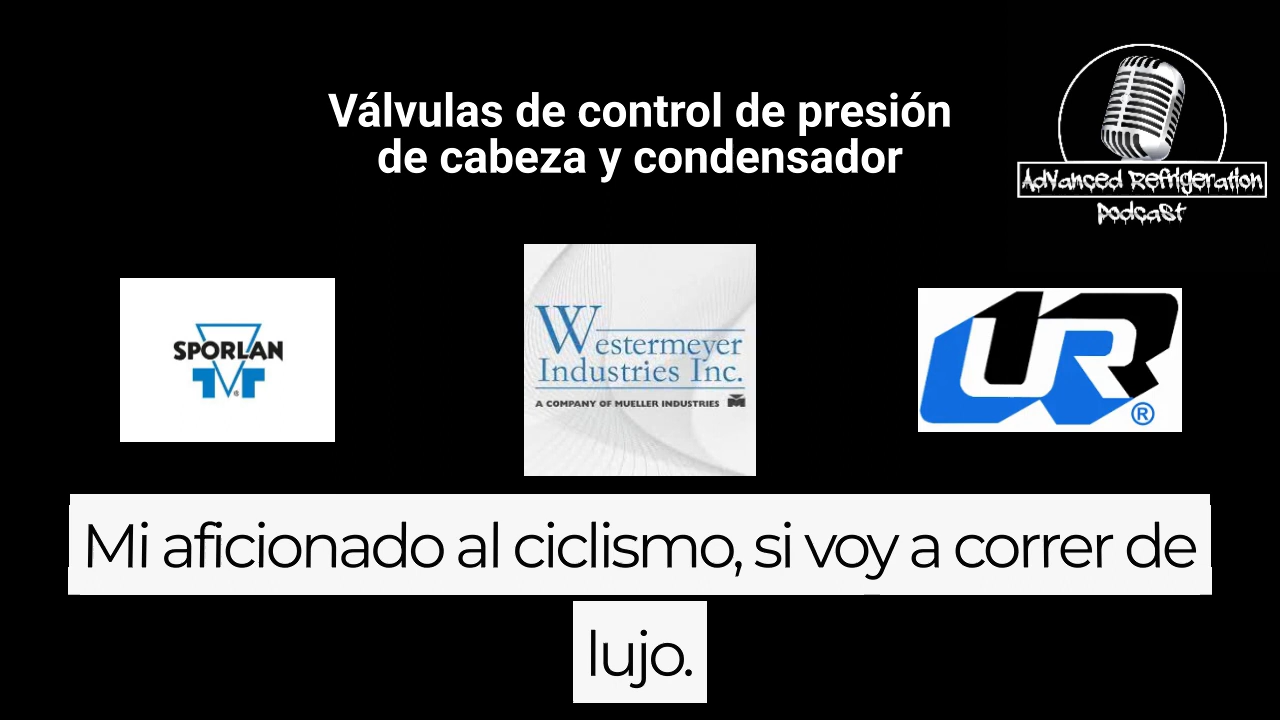 Válvulas de control de presión
de cabeza y condensador
Advanced Refrigeration
Podcast
SPORLAN
®
Westermeyer
Industries Inc.
A COMPANY OF MUELLER INDUSTRIES
UR
®
Mi aficionado al ciclismo, si voy a correr de
lujo.